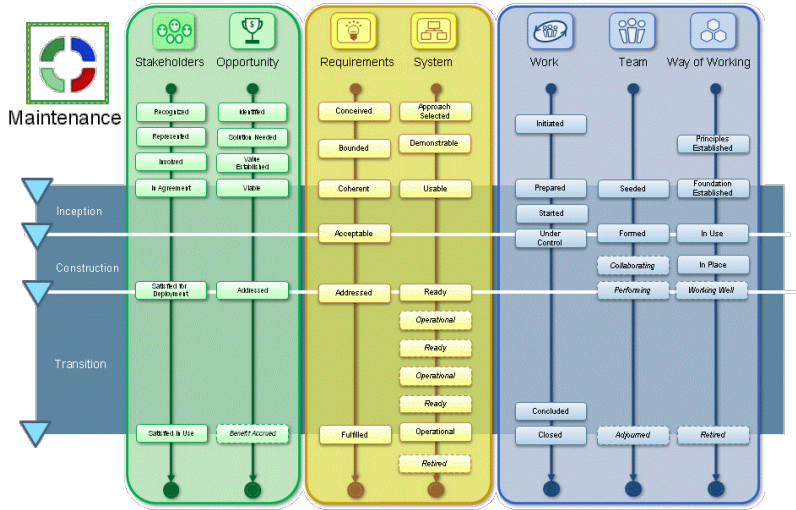 Maintenance
Stakeholders
Opportunity
Requirements
System
Work
Team
Way of Working
Recognized
Represented
Involved
In Agreement
Satisfied for
Deployment
Satisfied In Use
$
Identified
Solution Needed
Value
Established
Viable
Addressed
Benefit Accrued
Conceived
Bounded
Coherent
Acceptable
Addressed
Fulfilled
Approach
Selected
Demonstrable
Usable
Ready
Operational
Ready
Operational
Ready
Operational
Retired
Initiated
Prepared
Started
Under
Control
Concluded
Closed
Seeded
Formed
Collaborating
Performing
Adjourned
Principles
Established
Foundation
Established
In Use
In Place
Working Well
Retired
Inception
Construction
Transition